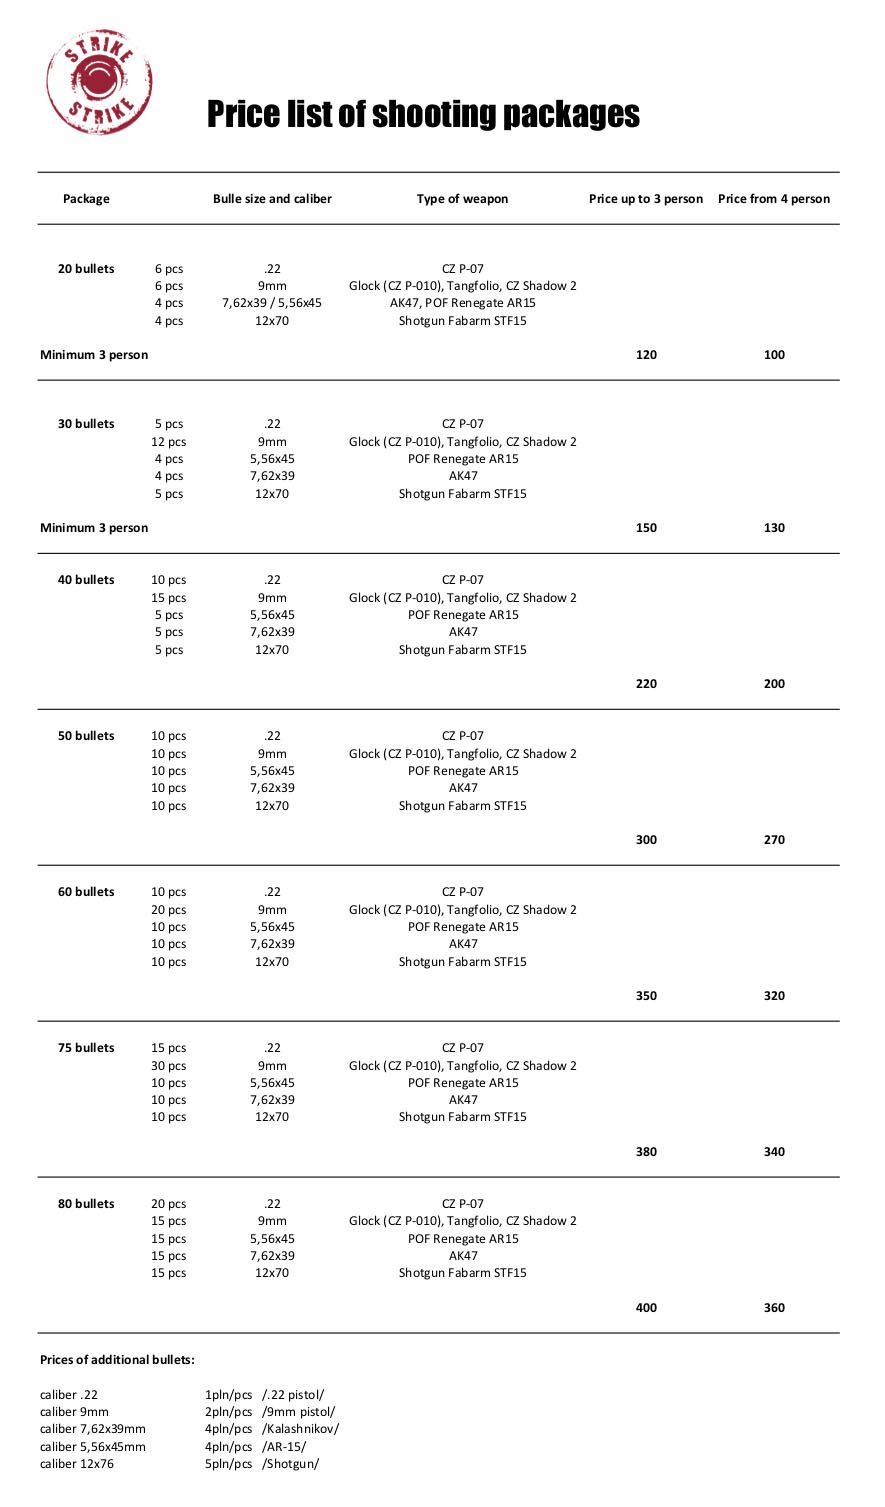 STRIKE
STRIKE
Price list of shooting packages
Package Bulle size and caliber Type of weapon Price up to 3 person Price from 4 person
20 bullets 6 pcs .22 CZ P-07
6 pcs 9mm Glock (CZ P-010), Tangfolio, CZ Shadow 2
4 pcs 7,62x39 / 5,56x45 AK47, POF Renegate AR15
4 pcs 12x70 Shotgun Fabarm STF15
Minimum 3 person 120 100
30 bullets 5 pcs .22 CZ P-07
12 pcs 9mm Glock (CZ P-010), Tangfolio, CZ Shadow 2
4 pcs 5,56x45 POF Renegate AR15
4 pcs 7,62x39 AK47
5 pcs 12x70 Shotgun Fabarm STF15
Minimum 3 person 150 130
40 bullets 10 pcs .22 CZ P-07
15 pcs 9mm Glock (CZ P-010), Tangfolio, CZ Shadow 2
5 pcs 5,56x45 POF Renegate AR15
5 pcs 7,62x39 AK47
5 pcs 12x70 Shotgun Fabarm STF15
220 200
50 bullets 10 pcs .22 CZ P-07
10 pcs 9mm Glock (CZ P-010), Tangfolio, CZ Shadow 2
10 pcs 5,56x45 POF Renegate AR15
10 pcs 7,62x39 AK47
10 pcs 12x70 Shotgun Fabarm STF15
300 270
60 bullets 10 pcs .22 CZ P-07
20 pcs 9mm Glock (CZ P-010), Tangfolio, CZ Shadow 2
10 pcs 5,56x45 POF Renegate AR15
10 pcs 7,62x39 AK47
10 pcs 12x70 Shotgun Fabarm STF15
350 320
75 bullets 15 pcs .22 CZ P-07
30 pcs 9mm Glock (CZ P-010), Tangfolio, CZ Shadow 2
10 pcs 5,56x45 POF Renegate AR15
10 pcs 7,62x39 AK47
10 pcs 12x70 Shotgun Fabarm STF15
380 340
80 bullets 20 pcs .22 CZ P-07
15 pcs 9mm Glock (CZ P-010), Tangfolio, CZ Shadow 2
15 pcs 5,56x45 POF Renegate AR15
15 pcs 7,62x39 AK47
15 pcs 12x70 Shotgun Fabarm STF15
400 360
Prices of additional bullets:
caliber .22 1pln/pcs /.22 pistol/
caliber 9mm 2pln/pcs /9mm pistol/
caliber 7,62x39mm 4pln/pcs /Kalashnikov/
caliber 5,56x45mm 4pln/pcs /AR-15/
caliber 12x76 5pln/pcs /Shotgun/